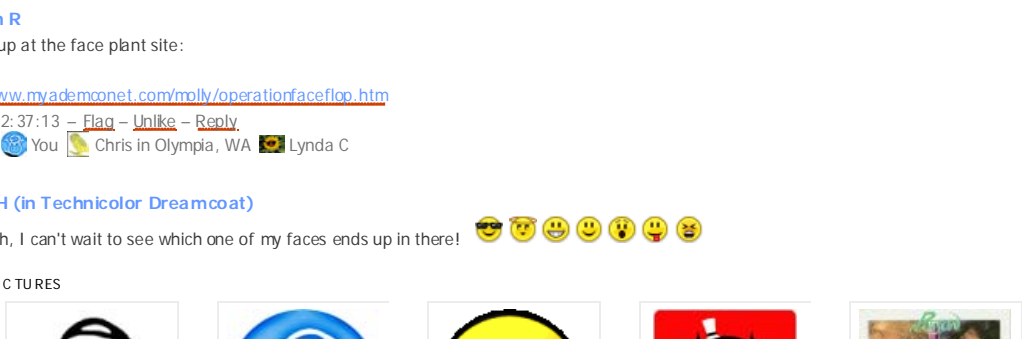 n R
up at the face plant site:
ww.myademconet.com/molly/operationfaceflop.htm
2:37:13 – Flag – Unlike – Reply
You Chris in Olympia, WA Lynda C
H (in Technicolor Dreamcoat)
h, I can't wait to see which one of my faces ends up in there!
CTURES
Poison